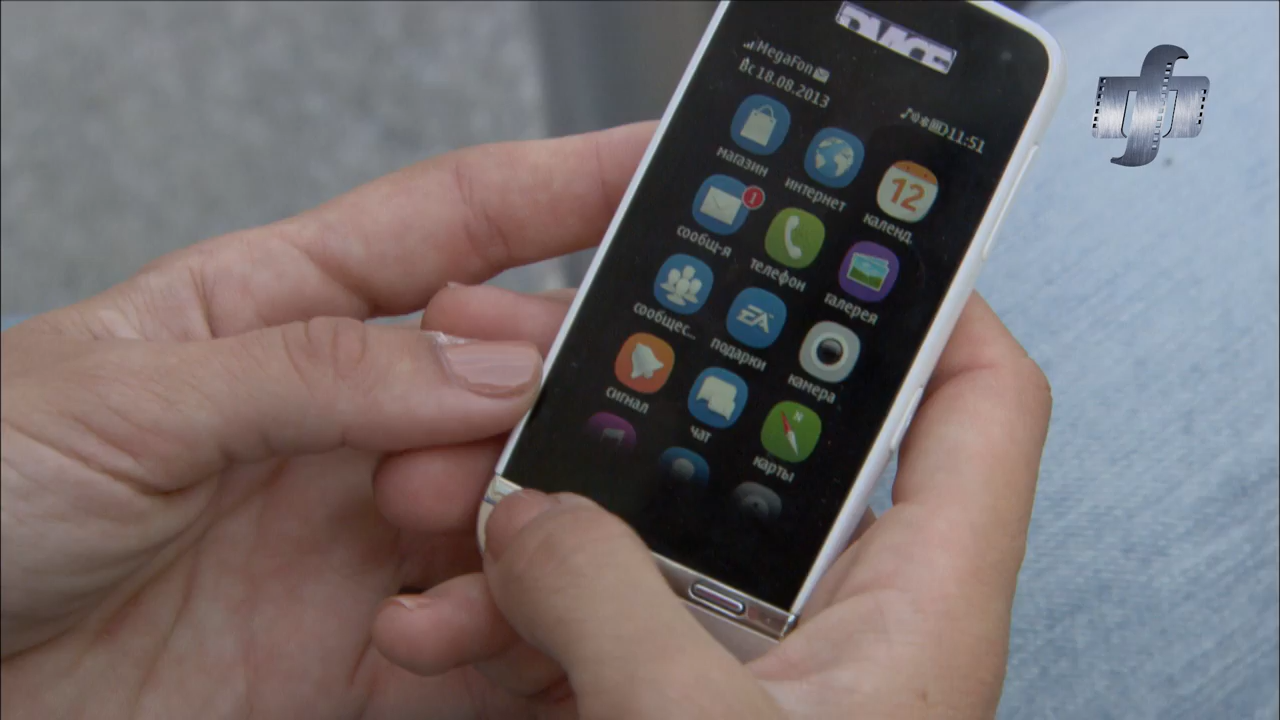 MegaFon
Вс 18.08.2013
11:51
магазин
интернет
12
календ.
1
сообщ-я
телефон
галерея
сообщес...
EA
подарки
камера
сигнал
чат
N
карты